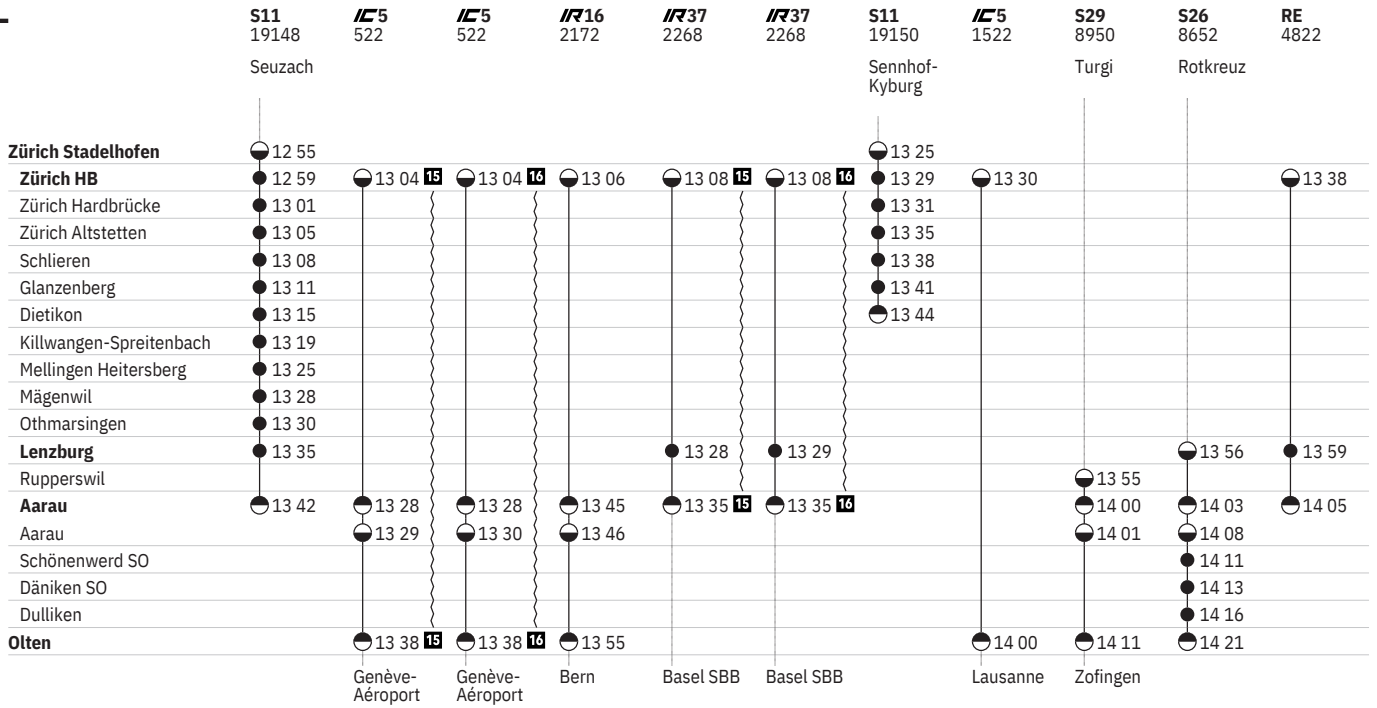 S11 IC5 IC5 IR16 IR37 IR37 S11 IC5 S29 S26 RE
19148 522 522 2172 2268 2268 19150 1522 8950 8652 4822
Seuzach Sennhof- Turgi Rotkreuz
Kyburg
Zürich Stadelhofen 12 55 13 25
Zürich HB 12 59 13 04 15 13 04 16 13 06 13 08 15 13 08 16 13 29 13 30 13 38
Zürich Hardbrücke 13 01 13 31
Zürich Altstetten 13 05 13 35
Schlieren 13 08 13 38
Glanzenberg 13 11 13 41
Dietikon 13 15 13 44
Killwangen-Spreitenbach 13 19
Mellingen Heitersberg 13 25
Mägenwil 13 28
Othmarsingen 13 30
Lenzburg 13 35 13 28 13 29 13 56 13 59
Rupperswil 13 55
Aarau 13 42 13 28 13 28 13 45 13 35 15 13 35 16 14 00 14 03 14 05
Aarau 13 29 13 30 13 46 14 01 14 08
Schönenwerd SO 14 11
Däniken SO 14 13
Dulliken 14 16
Olten 13 38 15 13 38 16 13 55 14 00 14 11 14 21
Genève- Genève- Bern Basel SBB Basel SBB Lausanne Zofingen
Aéroport Aéroport